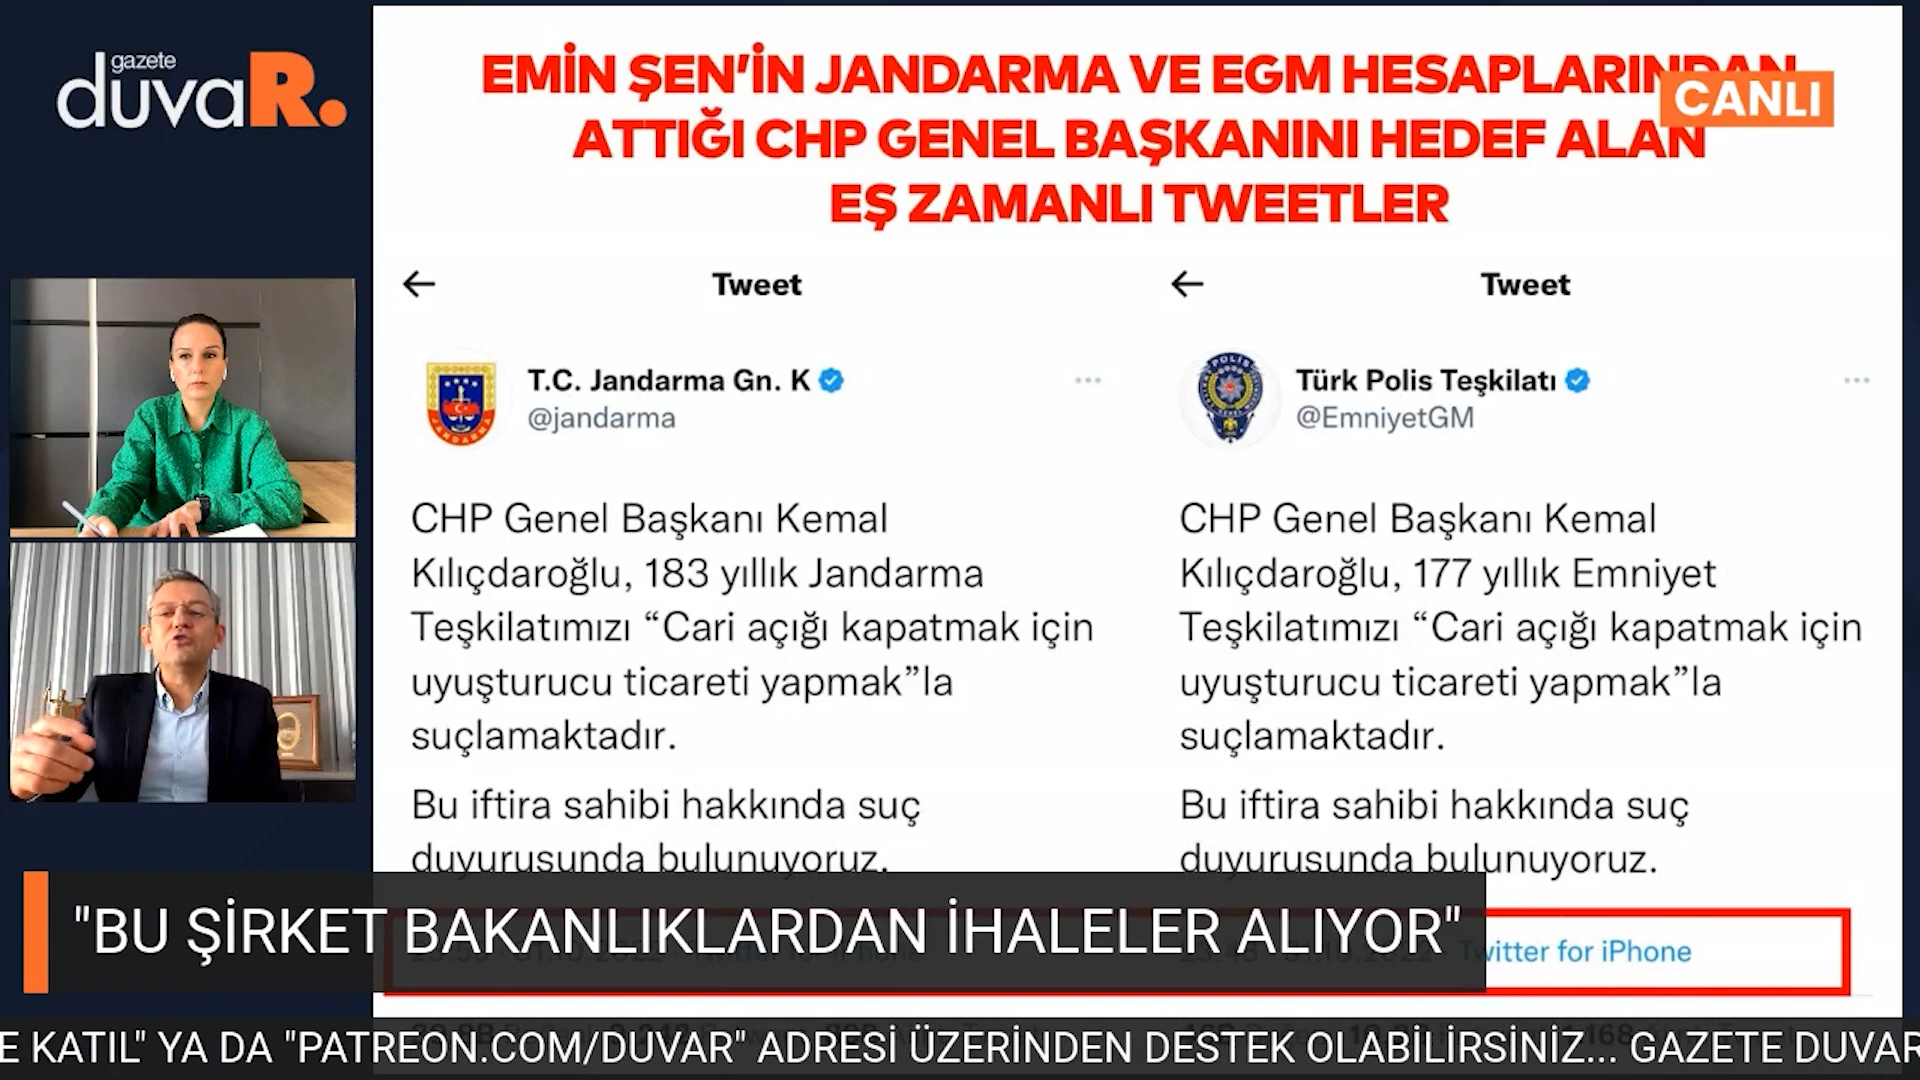 gazete
duvaR.
EMİN ŞEN'İN JANDARMA VE EGM HESAPLARINDAN
CANLI
ATTIĞI CHP GENEL BAŞKANINI HEDEF ALAN
EŞ ZAMANLI TWEETLER
Tweet
T.C. Jandarma Gn. K
@jandarma
CHP Genel Başkanı Kemal
Kılıçdaroğlu, 183 yıllık Jandarma
Teşkilatımızı “Cari açığı kapatmak için
uyuşturucu ticareti yapmak”la
suçlamaktadır.
Bu iftira sahibi hakkında suç
duyurusunda bulunuyoruz.
Tweet
Türk Polis Teşkilatı
@EmniyetGM
CHP Genel Başkanı Kemal
Kılıçdaroğlu, 177 yıllık Emniyet
Teşkilatımızı “Cari açığı kapatmak için
uyuşturucu ticareti yapmak”la
suçlamaktadır.
Bu iftira sahibi hakkında suç
duyurusunda bulunuyoruz.
Twitter for iPhone
"BU ŞİRKET BAKANLIKLARDAN İHALELER ALIYOR"
E KATIL" YA DA "PATREON.COM/DUVAR" ADRESİ ÜZERİNDEN DESTEK OLABİLİRSİNİZ... GAZETE DUVAR